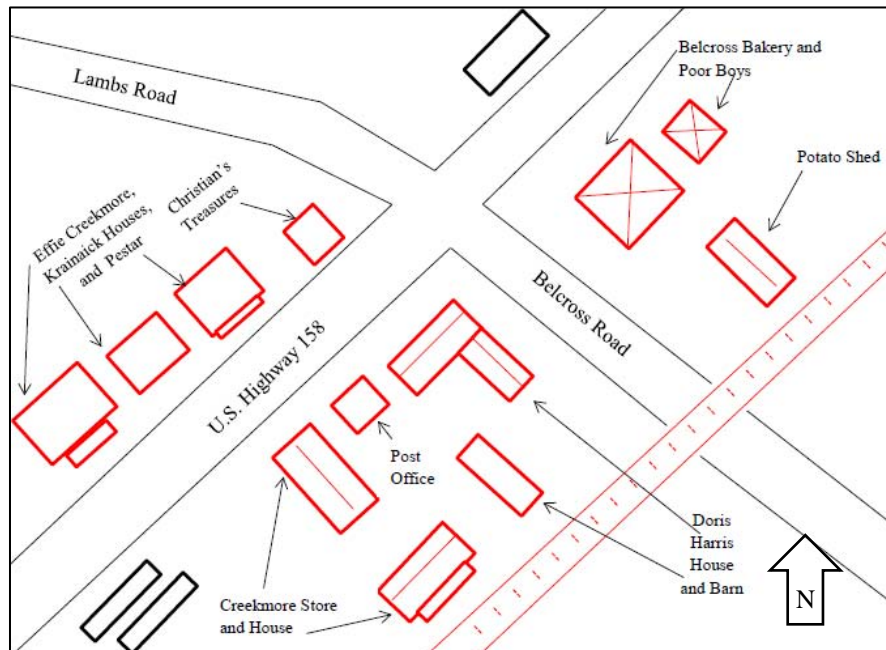 Belcross Bakery and
Poor Boys
Lambs Road
Potato Shed
Christian's
Treasures
Effie Creekmore,
Krainaick Houses,
and Pestar
Belcross Road
U.S. Highway 158
Post
Office
Doris
Harris
House
and Barn
Creekmore Store
and House
N